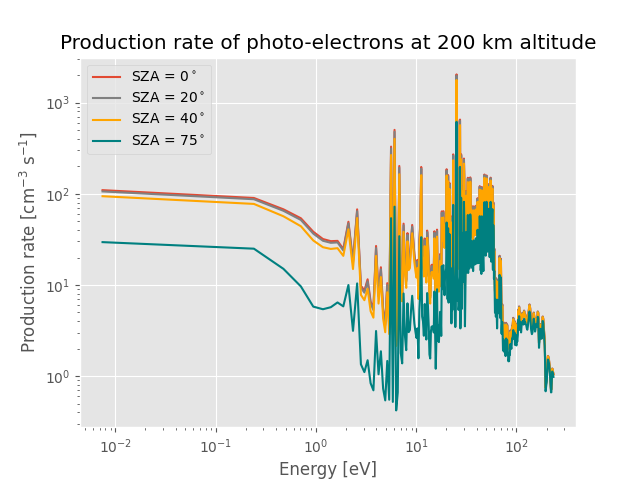 Production rate of photo-electrons at 200 km altitude
SZA = 0°
SZA = 20°
SZA = 40°
SZA = 75°
Production rate [cm⁻³ s⁻¹]
10³
10²
10¹
10⁰
10⁻²
10⁻¹
10⁰
10¹
10²
Energy [eV]